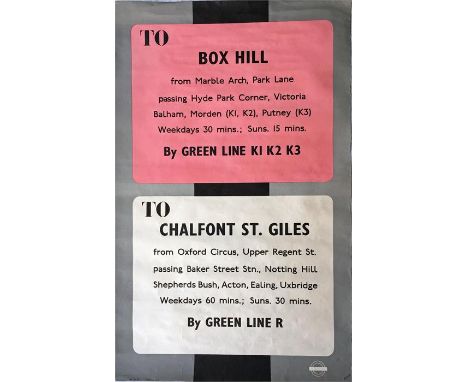 TO
BOX HILL
from Marble Arch, Park Lane
passing Hyde Park Corner, Victoria
Balham, Morden (K1, K2), Putney (K3)
Weekdays 30 mins.; Suns. 15 mins.
By GREEN LINE K1 K2 K3
TO
CHALFONT ST. GILES
from Oxford Circus, Upper Regent St.
passing Baker Street Stn., Notting Hill
Shepherds Bush, Acton, Ealing, Uxbridge
Weekdays 60 mins.; Suns. 30 mins.
By GREEN LINE R